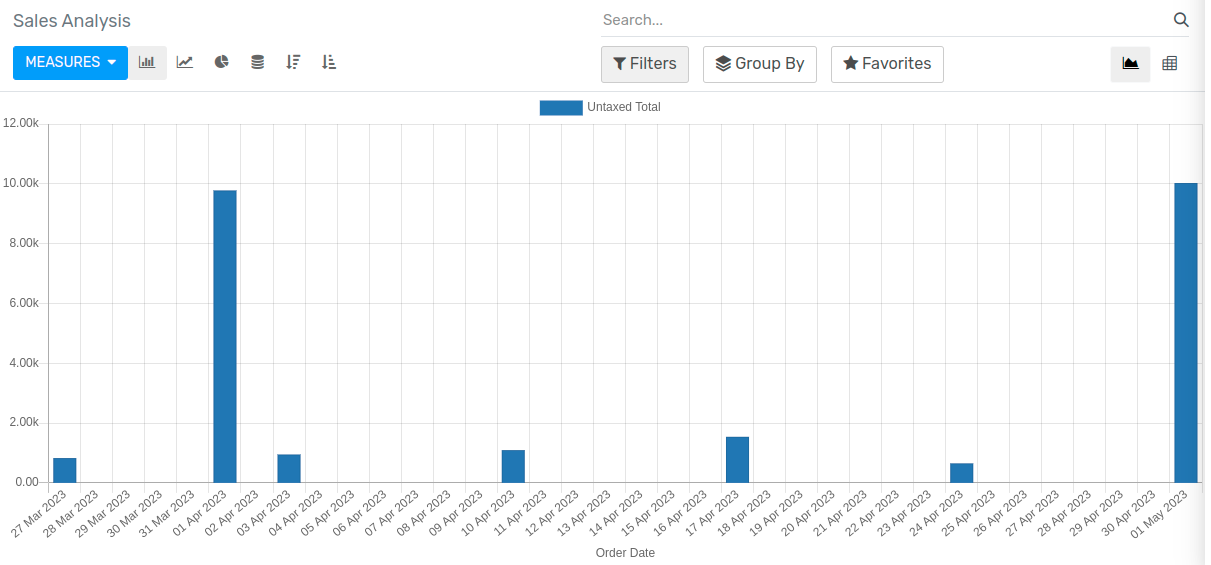 Sales Analysis
Search...
MEASURES
Filters
Group By
Favorites
Untaxed Total
12.00k
10.00k
8.00k
6.00k
4.00k
2.00k
0.00
27 Mar 2023
28 Mar 2023
29 Mar 2023
30 Mar 2023
31 Mar 2023
01 Apr 2023
02 Apr 2023
03 Apr 2023
04 Apr 2023
05 Apr 2023
06 Apr 2023
07 Apr 2023
08 Apr 2023
09 Apr 2023
10 Apr 2023
11 Apr 2023
12 Apr 2023
13 Apr 2023
14 Apr 2023
15 Apr 2023
16 Apr 2023
17 Apr 2023
18 Apr 2023
19 Apr 2023
20 Apr 2023
21 Apr 2023
22 Apr 2023
23 Apr 2023
24 Apr 2023
25 Apr 2023
26 Apr 2023
27 Apr 2023
28 Apr 2023
29 Apr 2023
30 Apr 2023
01 May 2023
Order Date